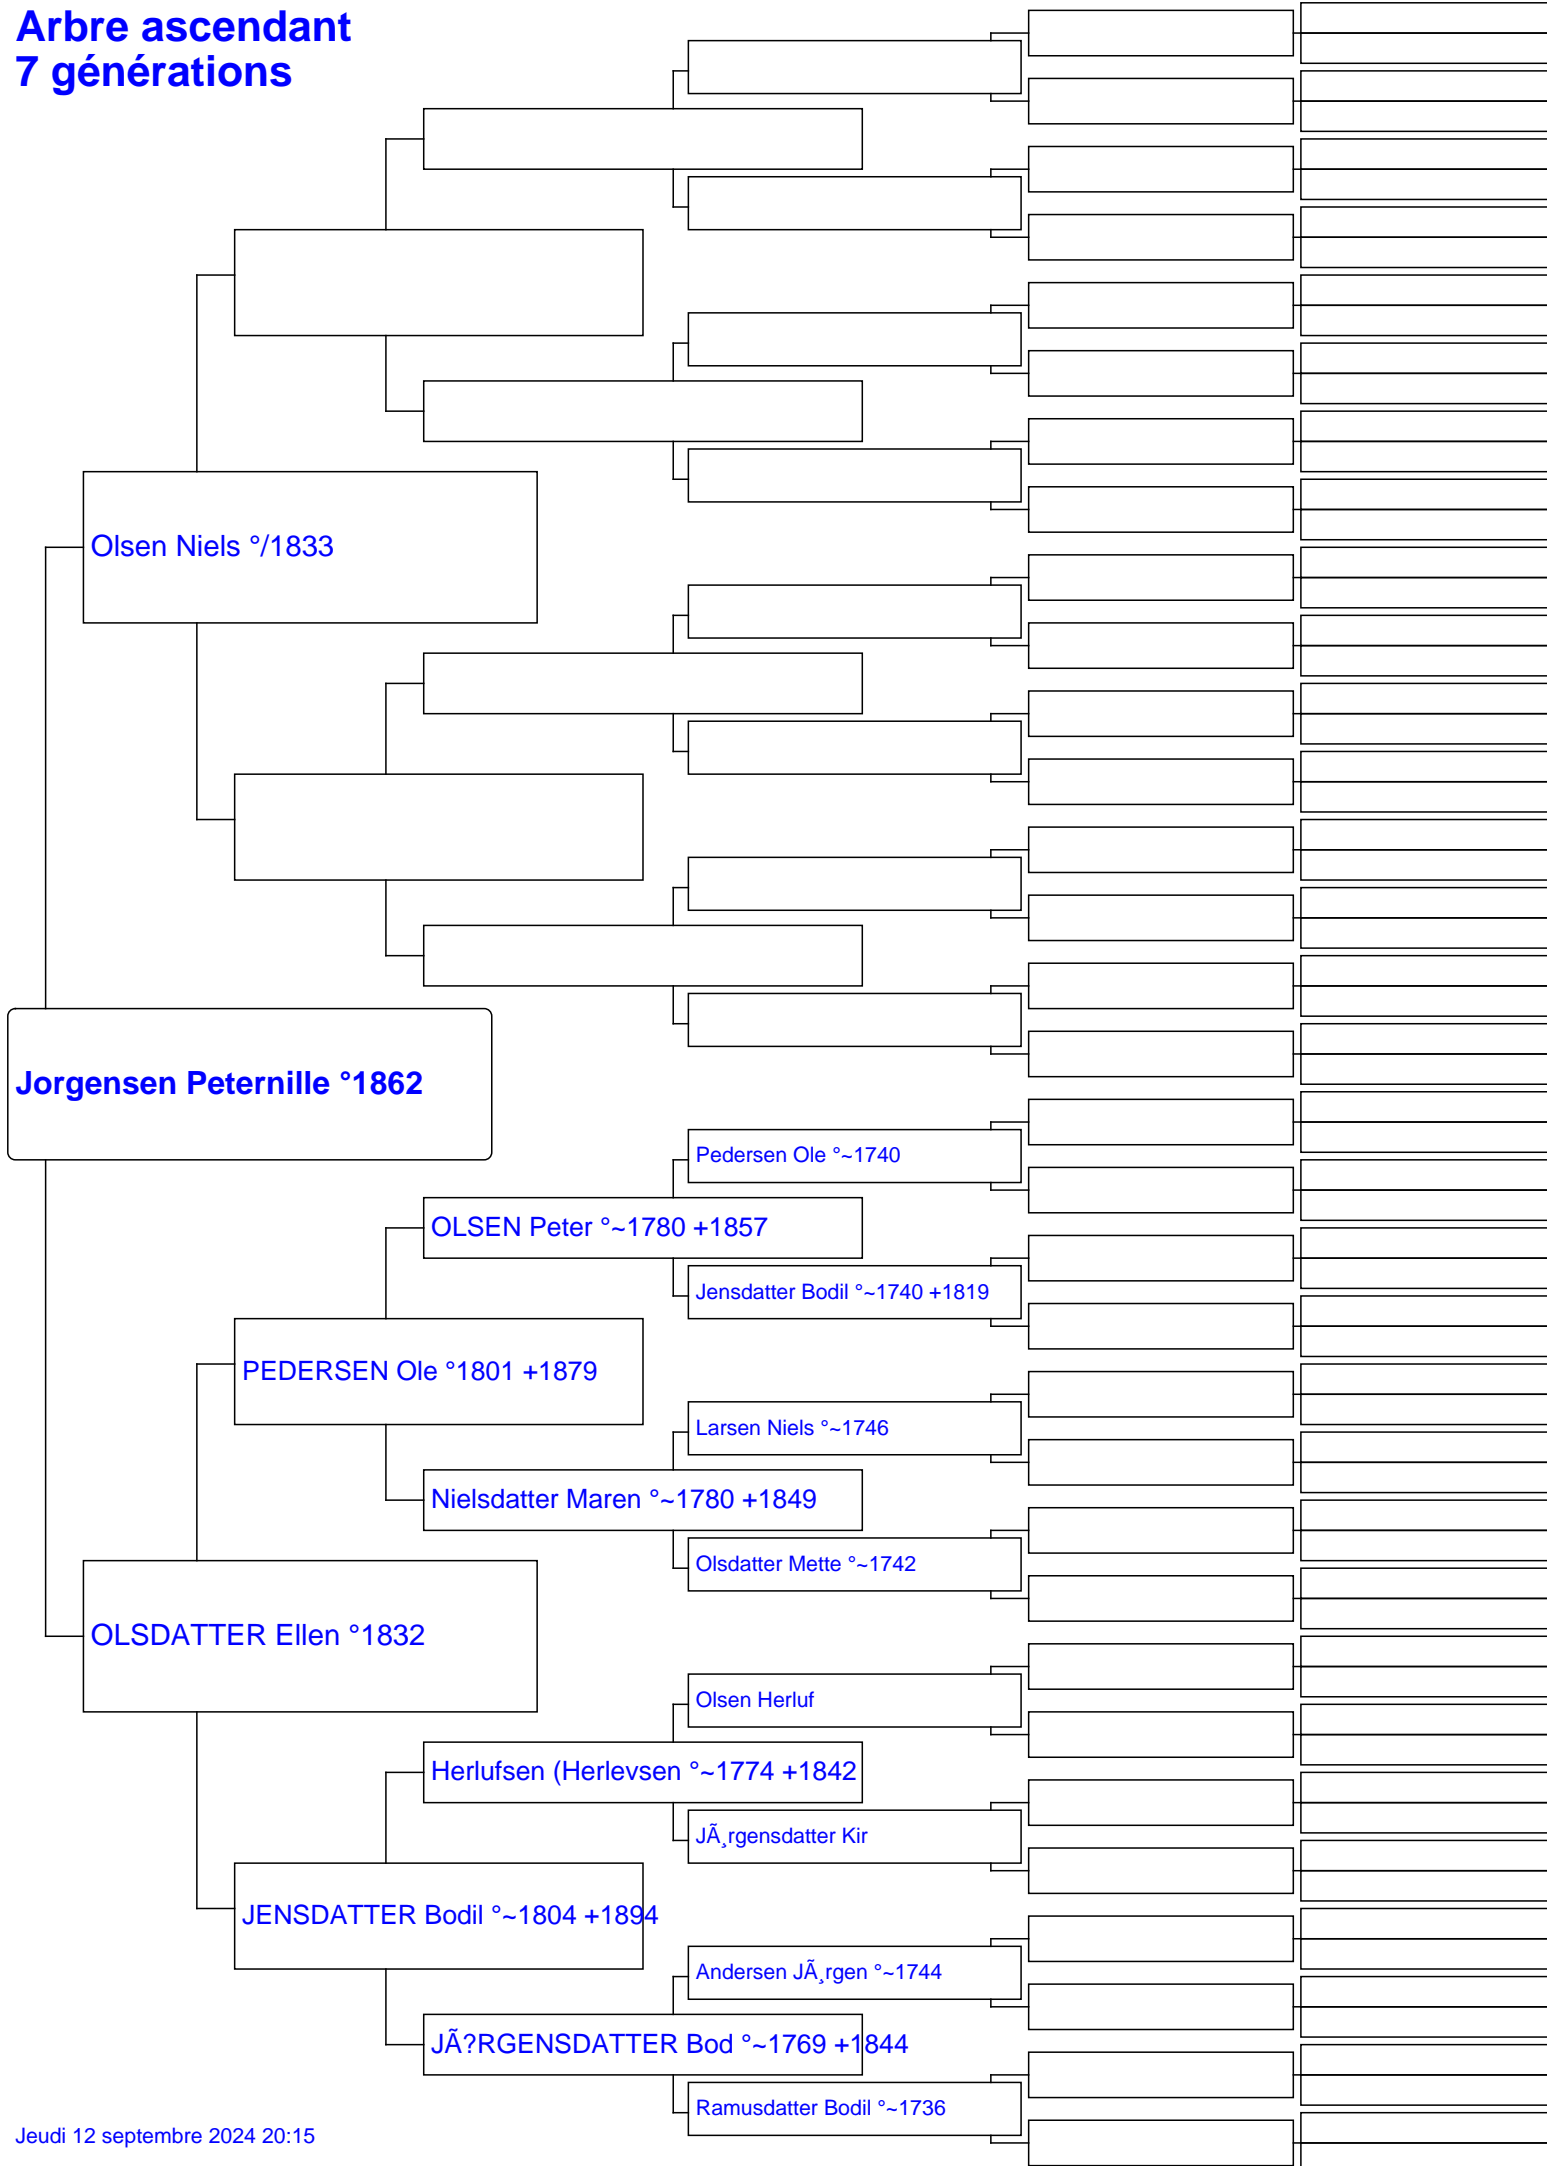 Arbre ascendant
7 générations
Olsen Niels °/1833
Jorgensen Peternille °1862
Pedersen Ole °~1740
OLSEN Peter °~1780 +1857
Jensdatter Bodil °~1740 +1819
PEDERSEN Ole °1801 +1879
Larsen Niels °~1746
Nielsdatter Maren °~1780 +1849
Olsdatter Mette °~1742
OLSDATTER Ellen °1832
Olsen Herluf
Herlufsen (Herlevsen °~1774 +1842
JÃ¸rgensdatter Kir
JENSDATTER Bodil °~1804 +1894
Andersen JÃ¸rgen °~1744
JÃ?RGENSDATTER Bod °~1769 +1844
Ramusdatter Bodil °~1736
Jeudi 12 septembre 2024 20:15